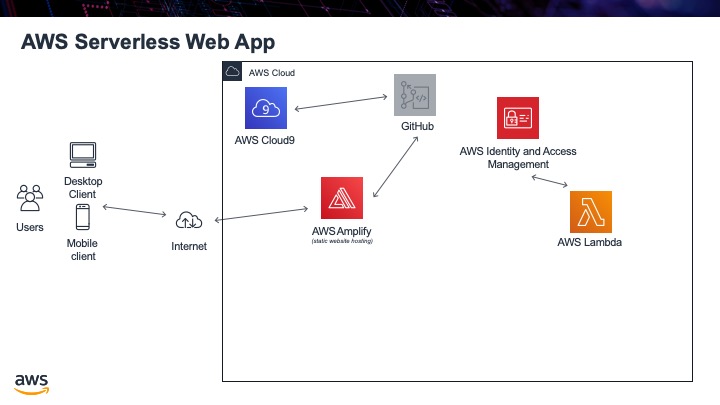 AWS Serverless Web App
AWS Cloud
9
AWS Cloud9
GitHub
AWS Identity and Access
Management
Desktop
Client
Users
Mobile
client
Internet
AWS Amplify
(static website hosting)
AWS Lambda
aws